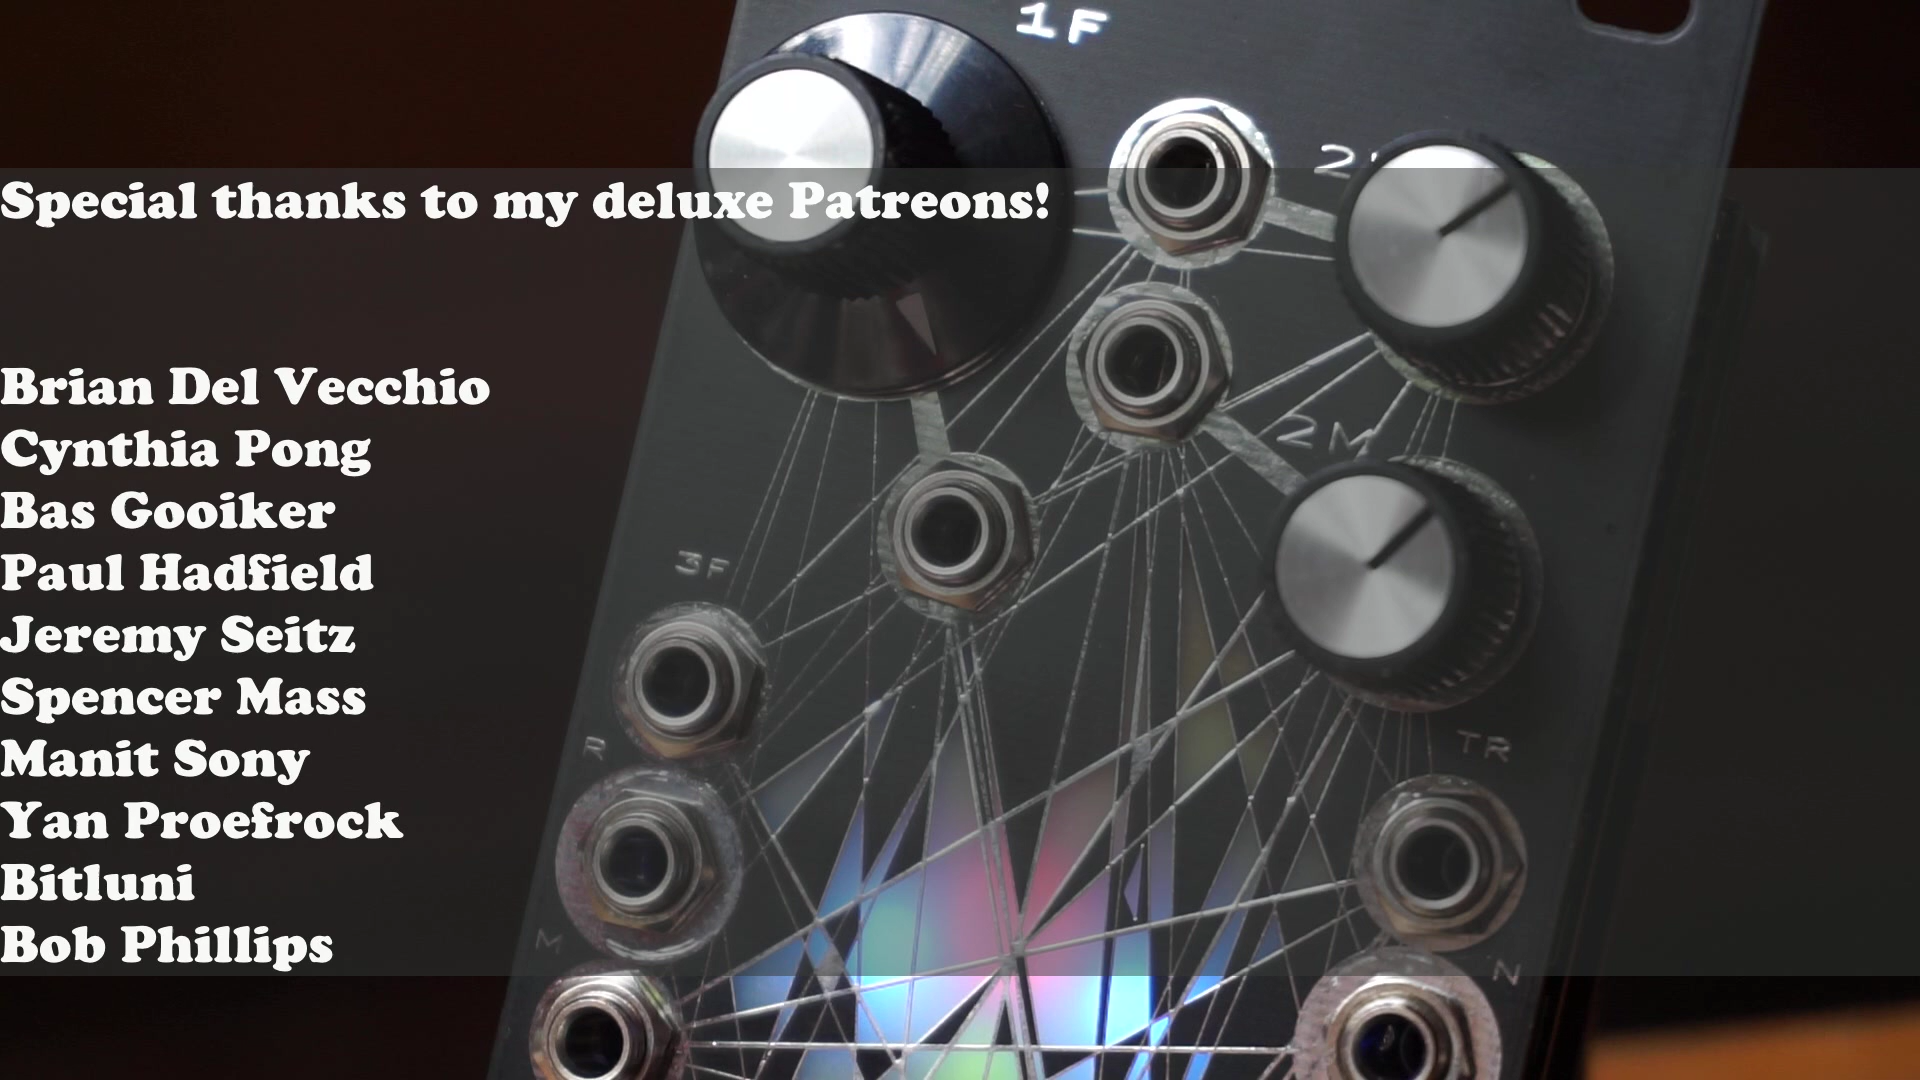 1F
2
Special thanks to my deluxe Patreons!
Brian Del Vecchio
Cynthia Pong
2M
Bas Gooiker
Paul Hadfield
3F
Jeremy Seitz
Spencer Mass
Manit Sony
R
TR
Yan Proefrock
Bitluni
Bob Phillips
M
N